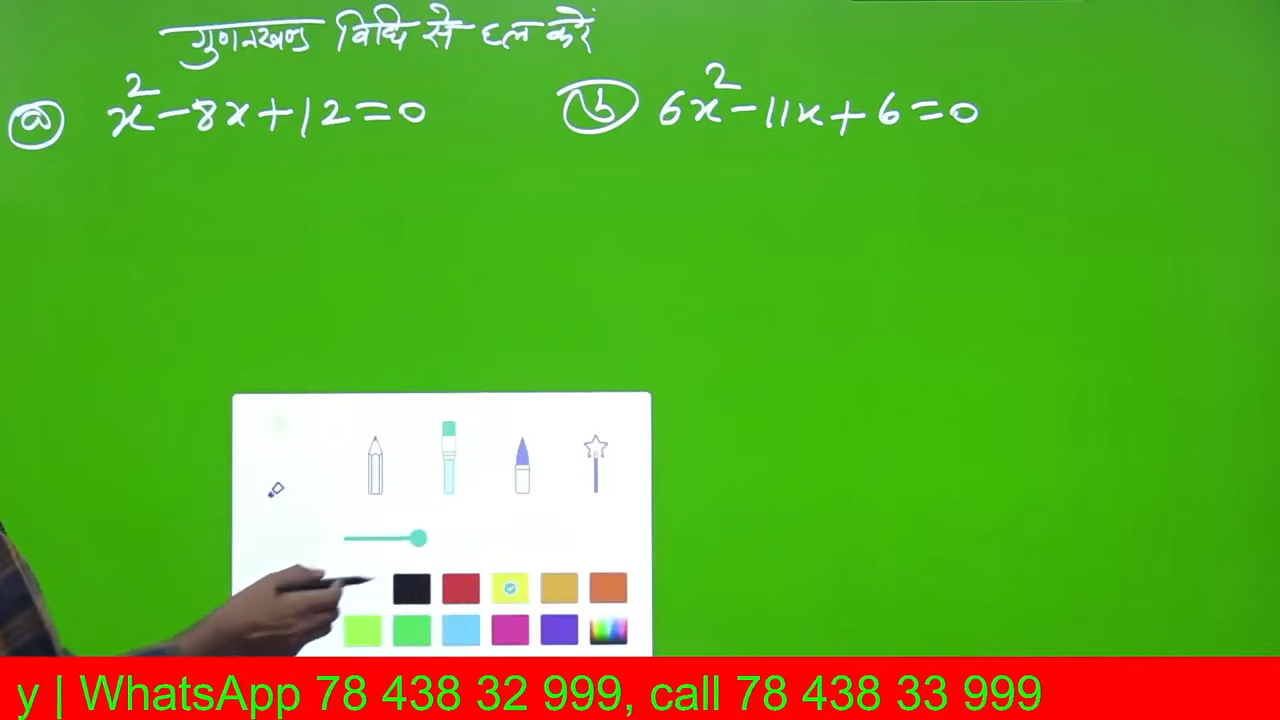 गुणनखण्ड विधि से हल करें
(a) x² - 8x + 12 = 0 (b) 6x² - 11x + 6 = 0
y | WhatsApp 78 438 32 999, call 78 438 33 999